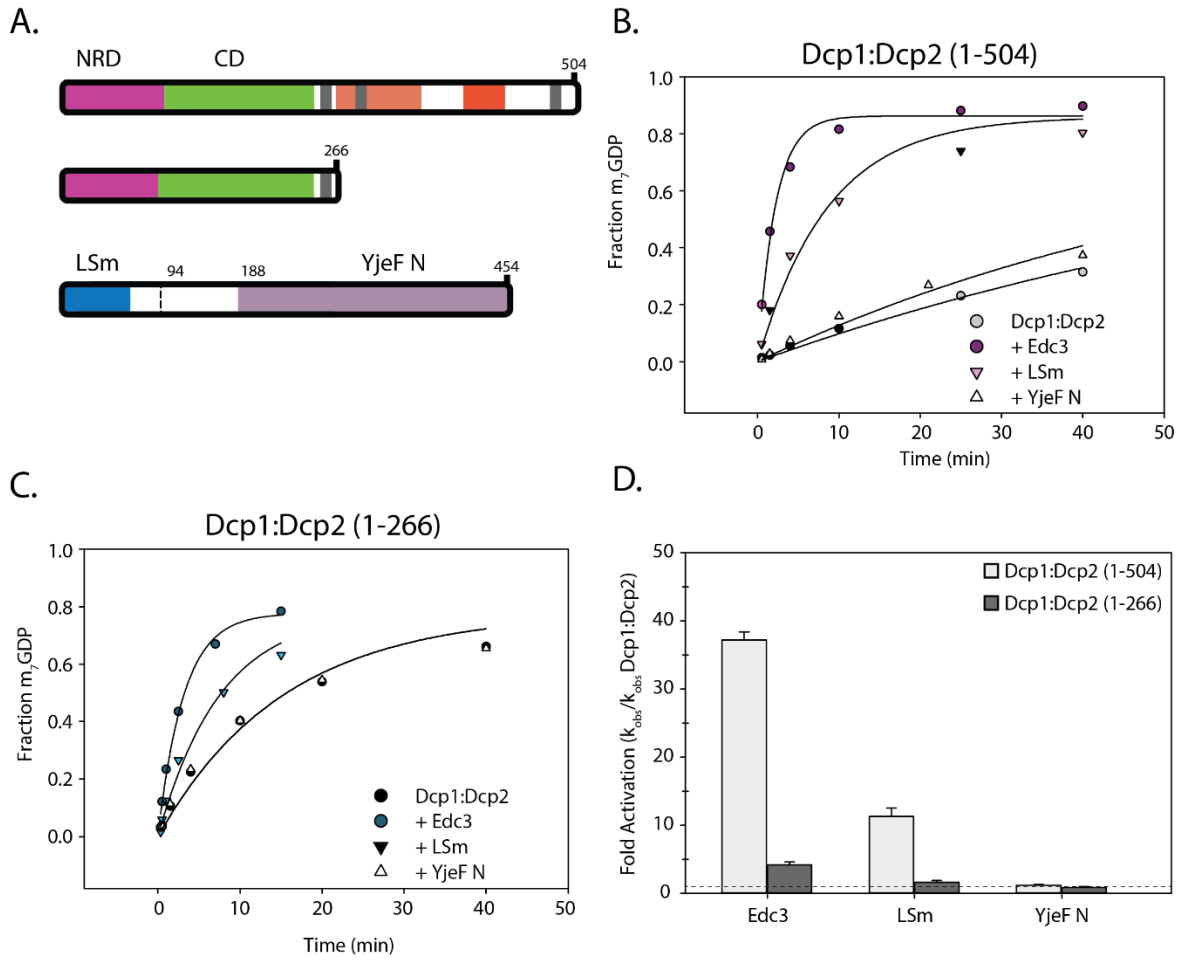 A.
NRD CD
504
266
LSm 94 188 YjeF N 454
B.
Dcp1:Dcp2 (1-504)
Fraction m₇GDP
1.0
0.8
0.6
0.4
0.2
0.0
0 10 20 30 40 50
Time (min)
Dcp1:Dcp2
+ Edc3
+ LSm
+ YjeF N
C.
Dcp1:Dcp2 (1-266)
Fraction m₇GDP
1.0
0.8
0.6
0.4
0.2
0.0
0 10 20 30 40 50
Time (min)
Dcp1:Dcp2
+ Edc3
+ LSm
+ YjeF N
D.
Fold Activation (kobs/kobs Dcp1:Dcp2)
50
40
30
20
10
0
Dcp1:Dcp2 (1-504)
Dcp1:Dcp2 (1-266)
Edc3 LSm YjeF N